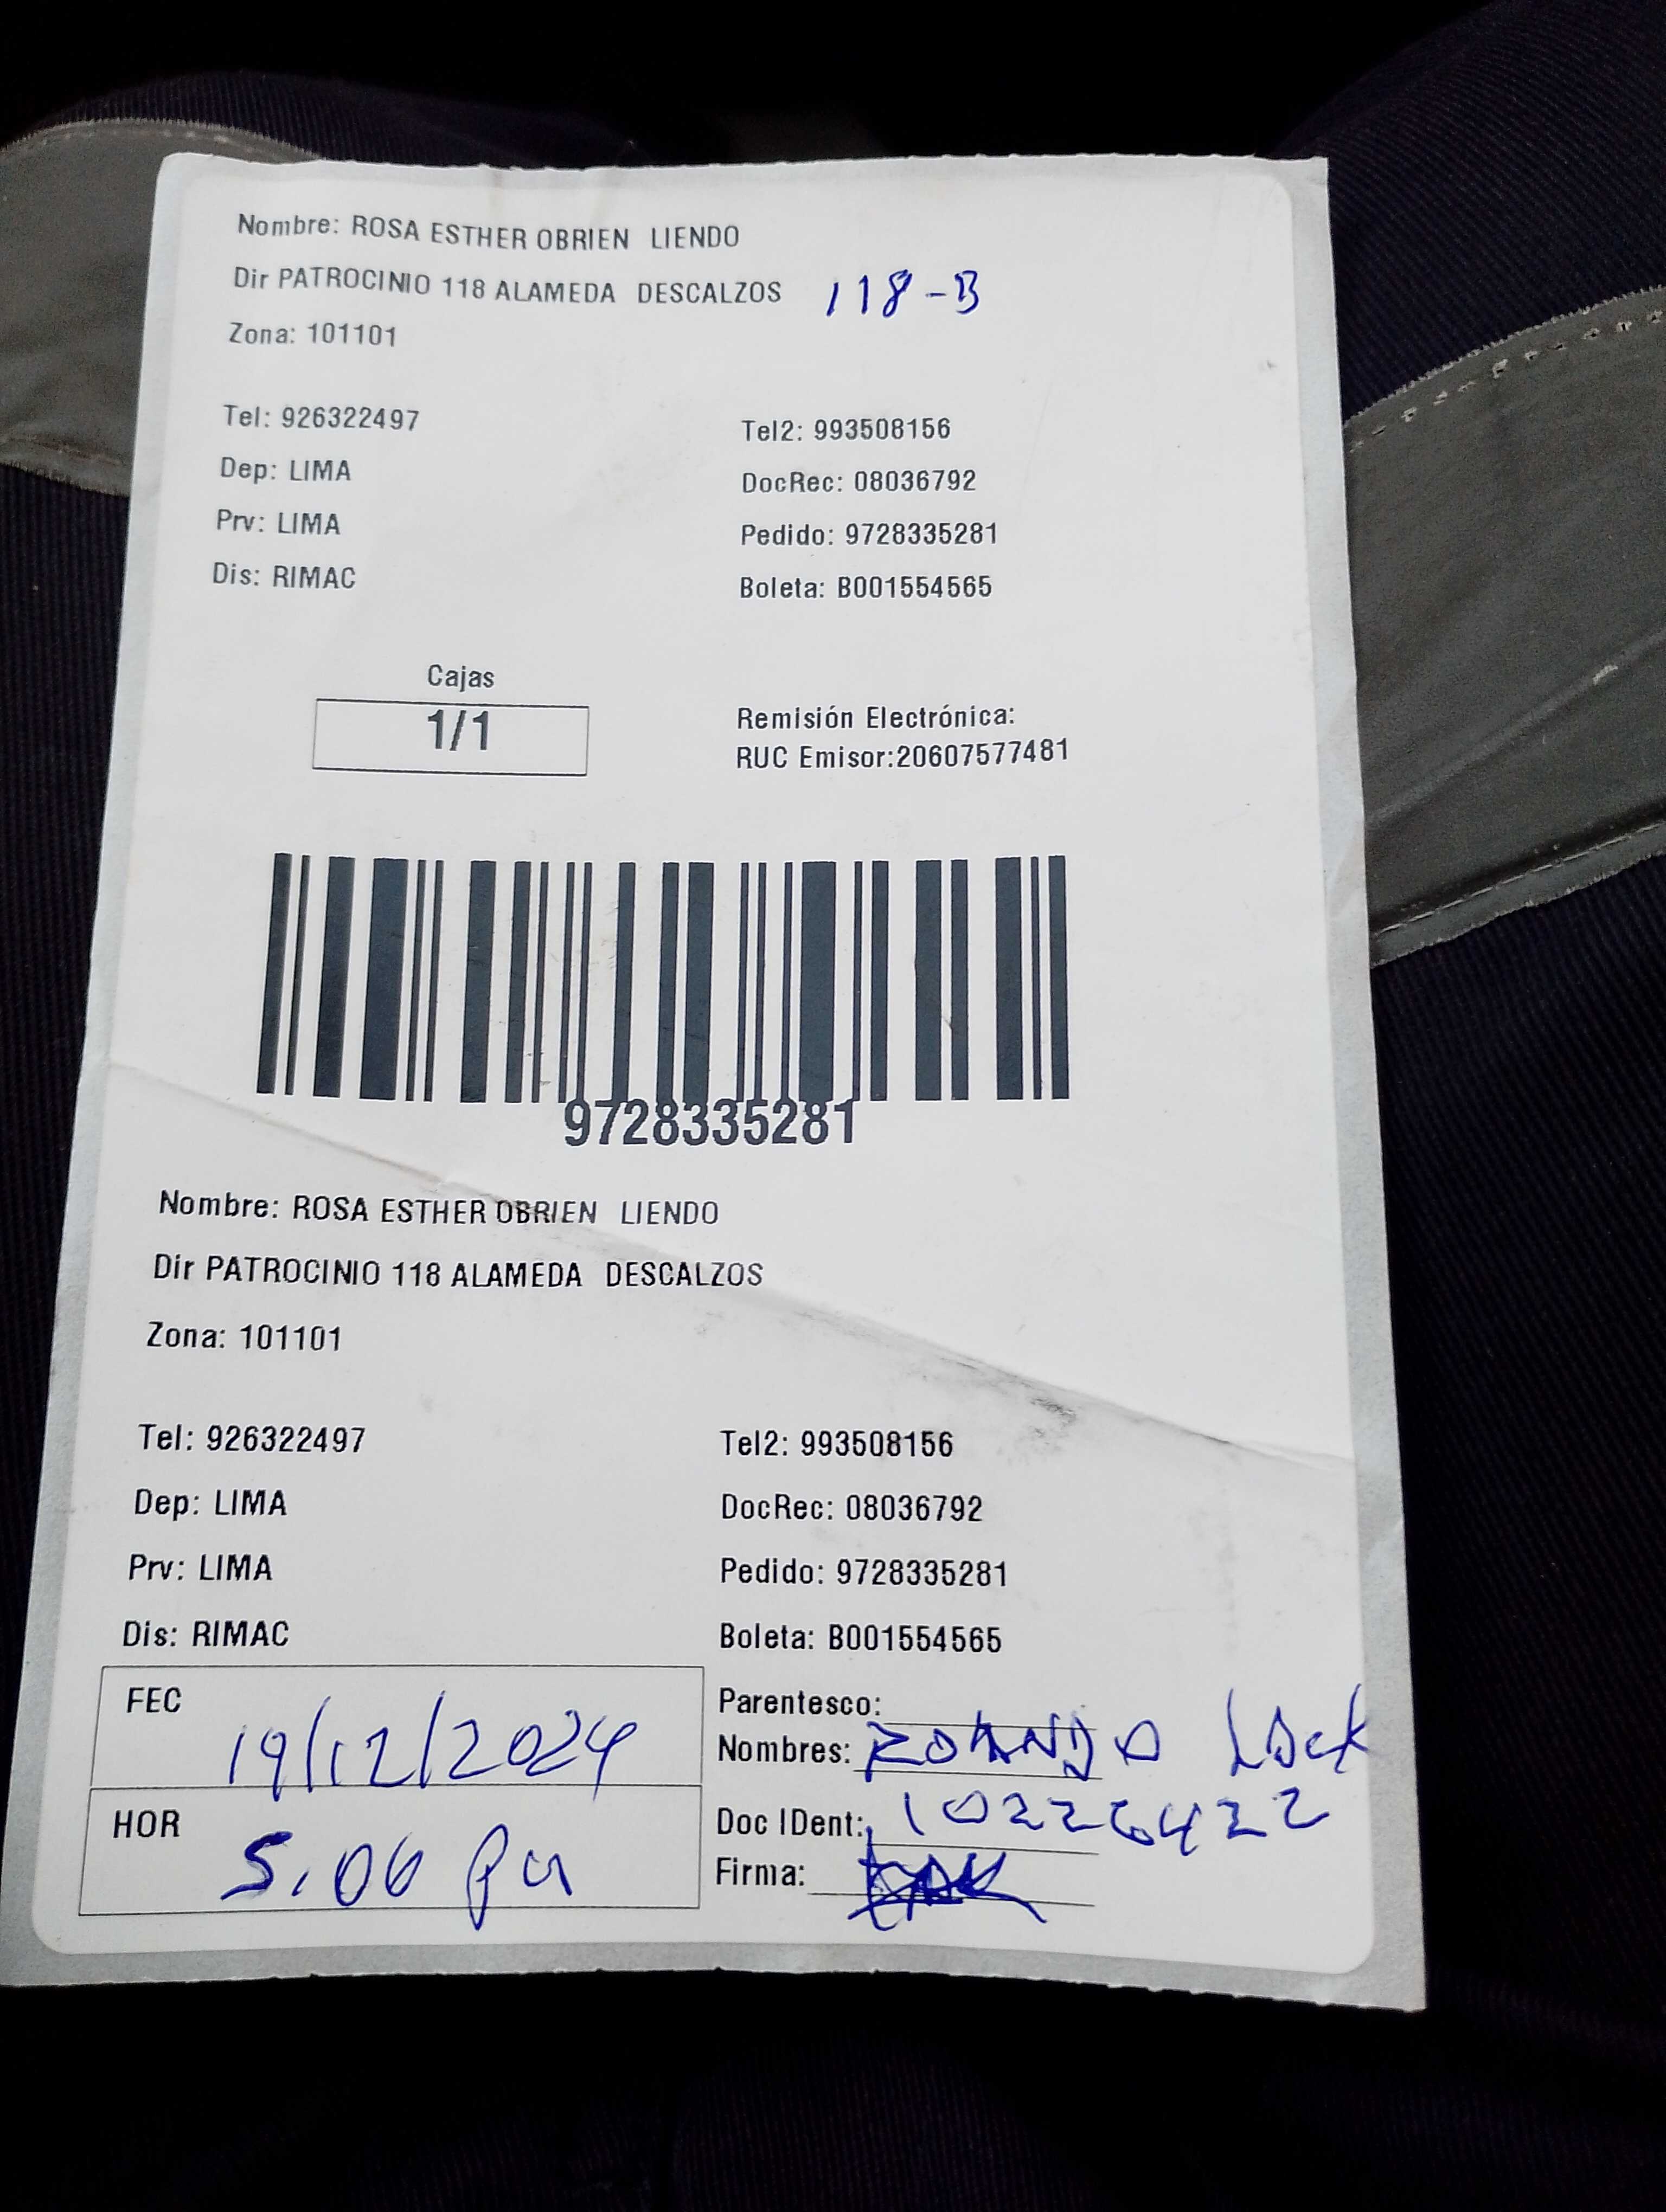 Nombre: ROSA ESTHER OBRIEN LIENDO
Dir PATROCINIO 118 ALAMEDA DESCALZOS 118-B
Zona: 101101
Tel: 926322497 Tel2: 993508156
Dep: LIMA DocRec: 08036792
Prv: LIMA Pedido: 9728335281
Dis: RIMAC Boleta: B001554565
Cajas
1/1
Remisión Electrónica:
RUC Emisor:20607577481
9728335281
Nombre: ROSA ESTHER OBRIEN LIENDO
Dir PATROCINIO 118 ALAMEDA DESCALZOS
Zona: 101101
Tel: 926322497 Tel2: 993508156
Dep: LIMA DocRec: 08036792
Prv: LIMA Pedido: 9728335281
Dis: RIMAC Boleta: B001554565
FEC 19/12/2024 Parentesco:
Nombres:
HOR 5.06 pm Doc IDent: 10226422
Firma: